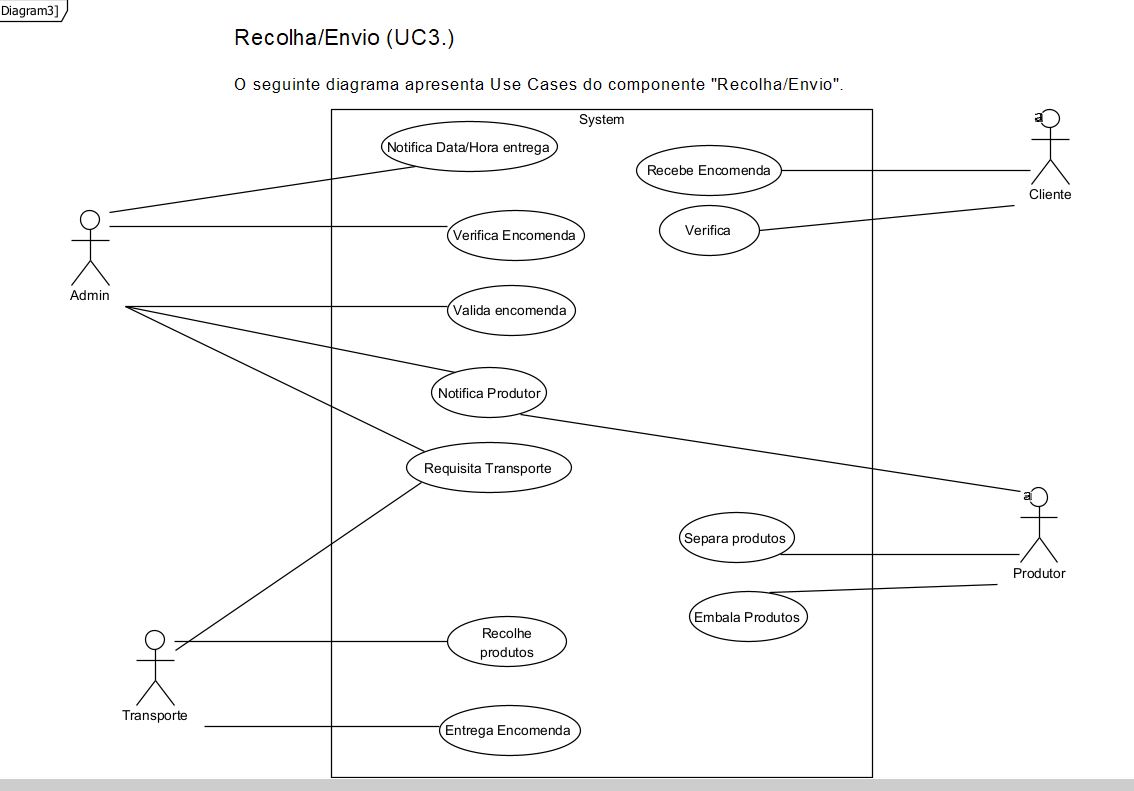 Diagram3]
Recolha/Envio (UC3.)
O seguinte diagrama apresenta Use Cases do componente "Recolha/Envio".
System
a
Notifica Data/Hora entrega
Recebe Encomenda
Cliente
Verifica
Verifica Encomenda
Admin
Valida encomenda
Notifica Produtor
Requisita Transporte
a
Separa produtos
Produtor
Embala Produtos
Recolhe
produtos
Transporte
Entrega Encomenda